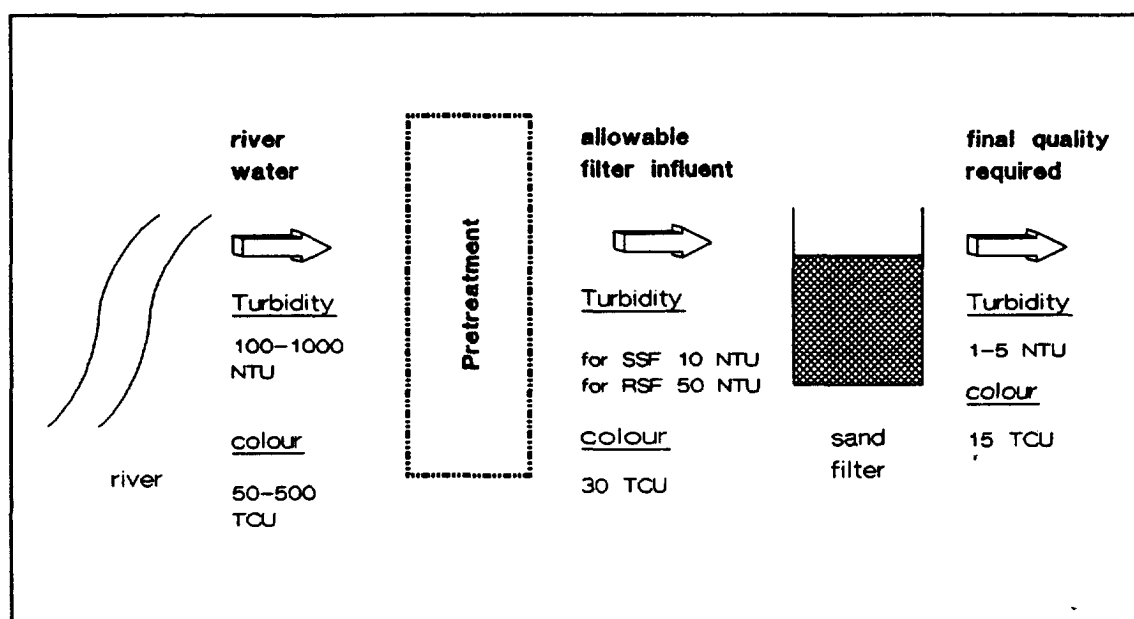 river
water
Turbidity
100-1000
NTU
colour
50-500
TCU
river
Pretreatment
allowable
filter influent
Turbidity
for SSF 10 NTU
for RSF 50 NTU
colour
30 TCU
sand
filter
final quality
required
Turbidity
1-5 NTU
colour
15 TCU